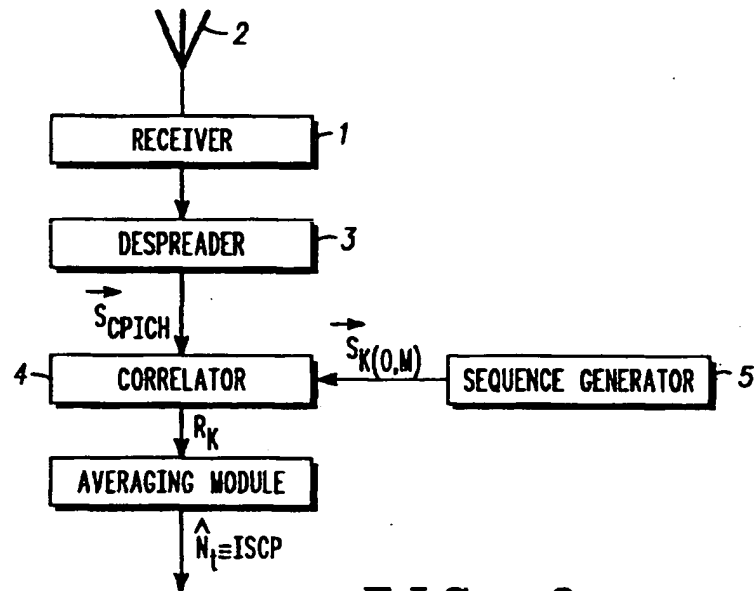 2
RECEIVER 1
DESPREADER 3
S_CPICH
4 CORRELATOR
S_K(0,M)
SEQUENCE GENERATOR 5
R_K
AVERAGING MODULE
N̂_t≡ISCP